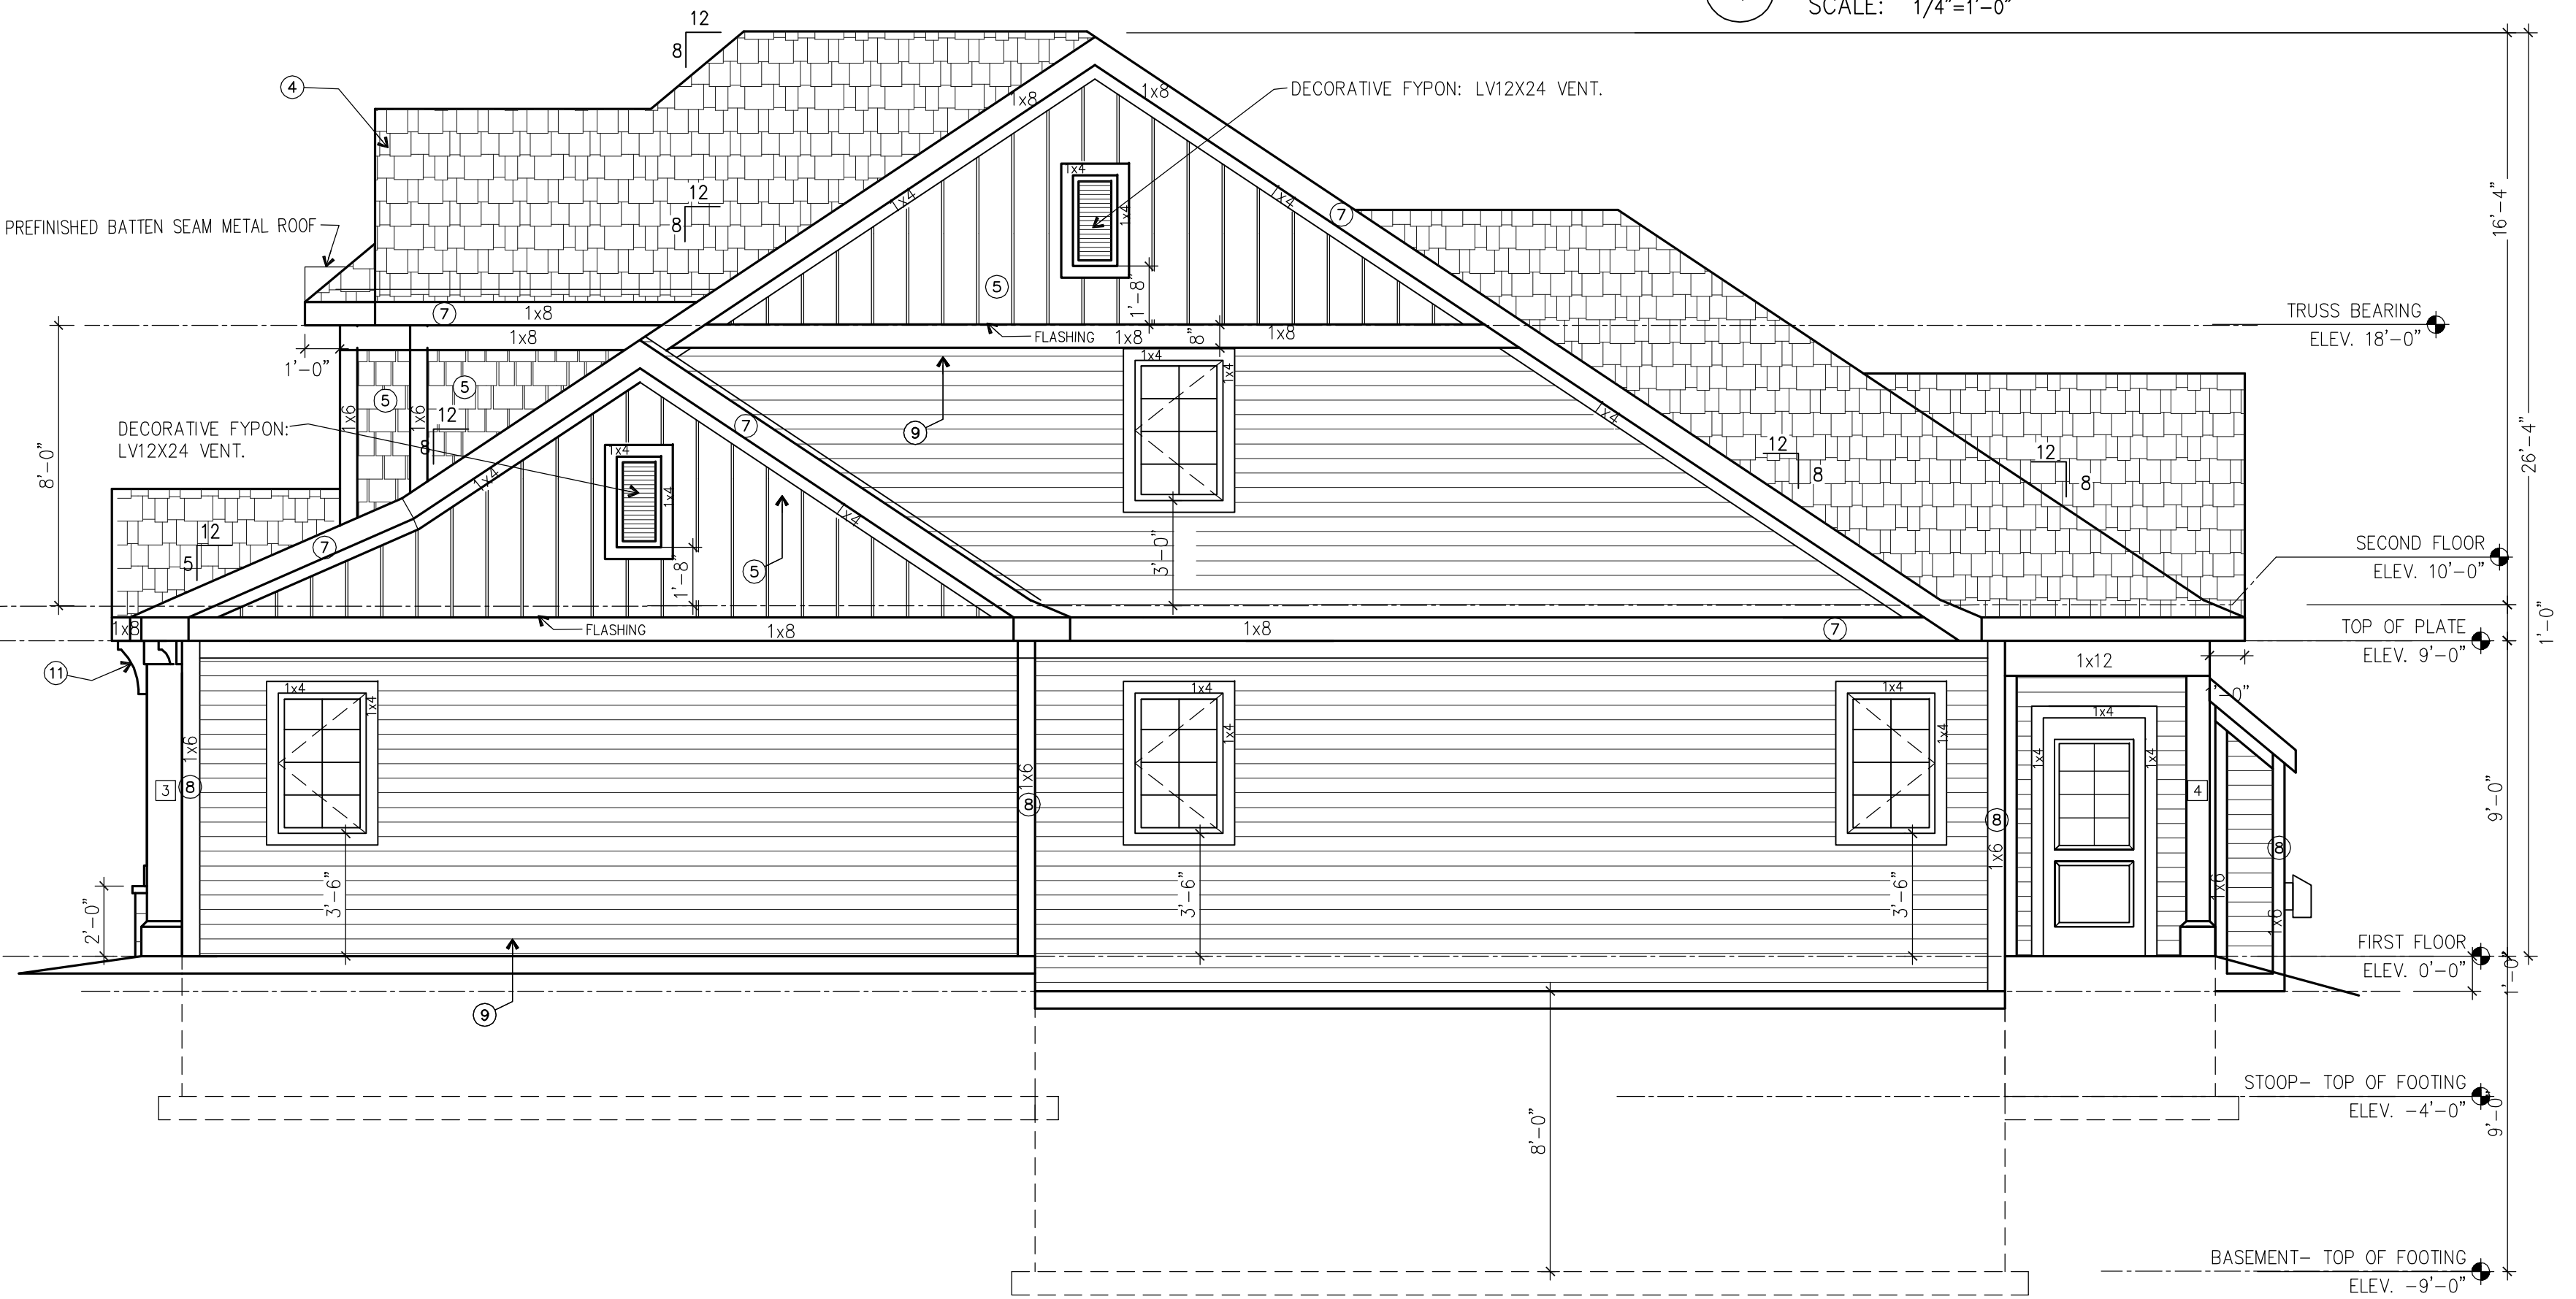 SCALE: 1/4"=1'-0"
12
8
4
1x8
1x8
DECORATIVE FYPON: LV12X24 VENT.
1x4
1x4
1x4
1x4
7
12
8
16'-4"
PREFINISHED BATTEN SEAM METAL ROOF
5
1'-8"
7
1x8
TRUSS BEARING
ELEV. 18'-0"
1x8
FLASHING
1x8
8"
1x8
1'-0"
1x4
1x4
5
5
1x6
1x6
12
8
7
9
1x4
DECORATIVE FYPON:
LV12X24 VENT.
8'-0"
1x4
1x4
1x4
1x4
12
8
12
8
26'-4"
12
5
7
5
1'-8"
3'-0"
SECOND FLOOR
ELEV. 10'-0"
1x8
FLASHING
1x8
1x8
7
TOP OF PLATE
ELEV. 9'-0"
1'-0"
11
1x12
1'-0"
1x4
1x4
1x4
1x4
1x4
1x4
1x4
1x4
1x4
3
8
1x6
1x6
8
8
1x6
4
8
1x6
1x6
9'-0"
2'-0"
3'-6"
3'-6"
3'-6"
FIRST FLOOR
ELEV. 0'-0"
1'-0"
9
STOOP- TOP OF FOOTING
ELEV. -4'-0"
9'-0"
8'-0"
BASEMENT- TOP OF FOOTING
ELEV. -9'-0"